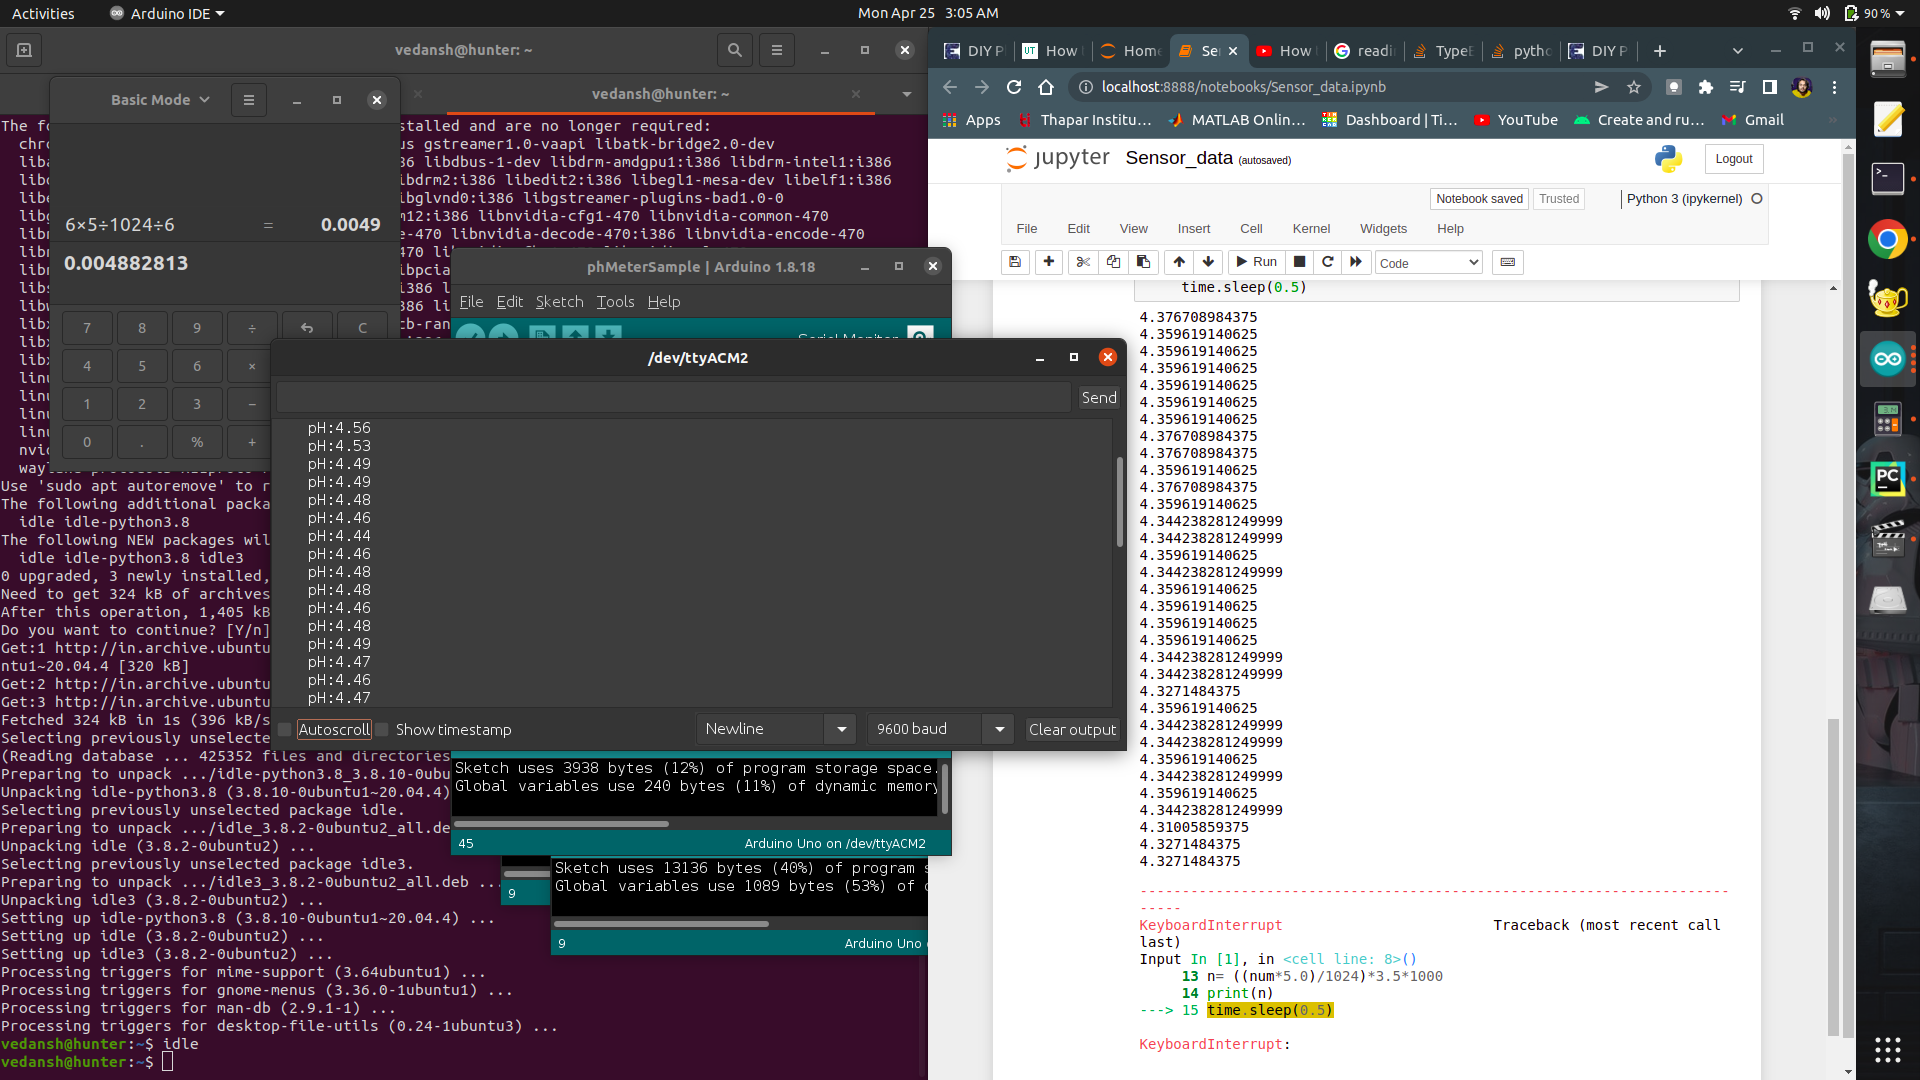 Activities
Arduino IDE
Mon Apr 25 3:05 AM
90 %
vedansh@hunter: ~
vedansh@hunter: ~
Basic Mode
6×5÷1024÷6 = 0.0049
0.004882813
7 8 9 ÷ C
4 5 6 ×
1 2 3 −
0 . % +
The fo
stalled and are no longer required:
us gstreamer1.0-vaapi libatk-bridge2.0-dev
36 libdbus-1-dev libdrm-amdgpu1:i386 libdrm-intel1:i386
ibdrm2:i386 libedit2:i386 libegl1-mesa-dev libelf1:i386
libglvnd0:i386 libgstreamer-plugins-bad1.0-0
m12:i386 libnvidia-cfg1-470 libnvidia-common-470
e-470 libnvidia-decode-470:i386 libnvidia-encode-470
Use 'sudo apt autoremove' to r
The following additional packa
idle idle-python3.8
The following NEW packages wil
idle idle-python3.8 idle3
0 upgraded, 3 newly installed,
Need to get 324 kB of archives
After this operation, 1,405 kB
Do you want to continue? [Y/n]
Get:1 http://in.archive.ubuntu
ntu1~20.04.4 [320 kB]
Get:2 http://in.archive.ubuntu
Get:3 http://in.archive.ubuntu
Fetched 324 kB in 1s (396 kB/s
Selecting previously unselected
(Reading database ... 425352 files and directories
Preparing to unpack .../idle-python3.8_3.8.10-0ubu
Unpacking idle-python3.8 (3.8.10-0ubuntu1~20.04.4)
Selecting previously unselected package idle.
Preparing to unpack .../idle_3.8.2-0ubuntu2_all.de
Unpacking idle (3.8.2-0ubuntu2) ...
Selecting previously unselected package idle3.
Preparing to unpack .../idle3_3.8.2-0ubuntu2_all.deb ...
Unpacking idle3 (3.8.2-0ubuntu2) ...
Setting up idle-python3.8 (3.8.10-0ubuntu1~20.04.4) ...
Setting up idle (3.8.2-0ubuntu2) ...
Setting up idle3 (3.8.2-0ubuntu2) ...
Processing triggers for mime-support (3.64ubuntu1) ...
Processing triggers for gnome-menus (3.36.0-1ubuntu1) ...
Processing triggers for man-db (2.9.1-1) ...
Processing triggers for desktop-file-utils (0.24-1ubuntu3) ...
vedansh@hunter:~$ idle
vedansh@hunter:~$
phMeterSample | Arduino 1.8.18
File Edit Sketch Tools Help
Serial Monitor
/dev/ttyACM2
Send
pH:4.56
pH:4.53
pH:4.49
pH:4.49
pH:4.48
pH:4.46
pH:4.44
pH:4.46
pH:4.48
pH:4.48
pH:4.46
pH:4.48
pH:4.49
pH:4.47
pH:4.46
pH:4.47
Autoscroll Show timestamp Newline 9600 baud Clear output
Sketch uses 3938 bytes (12%) of program storage space.
Global variables use 240 bytes (11%) of dynamic memory
45 Arduino Uno on /dev/ttyACM2
9
Sketch uses 13136 bytes (40%) of program s
Global variables use 1089 bytes (53%) of
9 Arduino Uno
DIY P How Home Se How readi TypeE pytho DIY P
localhost:8888/notebooks/Sensor_data.ipynb
Apps Thapar Institu... MATLAB Onlin... Dashboard | Ti... YouTube Create and ru... Gmail
jupyter Sensor_data (autosaved) Logout
Notebook saved Trusted Python 3 (ipykernel)
File Edit View Insert Cell Kernel Widgets Help
Run Code
time.sleep(0.5)
4.376708984375
4.359619140625
4.359619140625
4.359619140625
4.359619140625
4.359619140625
4.359619140625
4.376708984375
4.376708984375
4.359619140625
4.376708984375
4.359619140625
4.344238281249999
4.344238281249999
4.359619140625
4.344238281249999
4.359619140625
4.359619140625
4.359619140625
4.359619140625
4.344238281249999
4.344238281249999
4.3271484375
4.359619140625
4.344238281249999
4.344238281249999
4.359619140625
4.344238281249999
4.359619140625
4.344238281249999
4.31005859375
4.3271484375
4.3271484375
KeyboardInterrupt Traceback (most recent call
last)
Input In [1], in <cell line: 8>()
13 n= ((num*5.0)/1024)*3.5*1000
14 print(n)
---> 15 time.sleep(0.5)
KeyboardInterrupt: